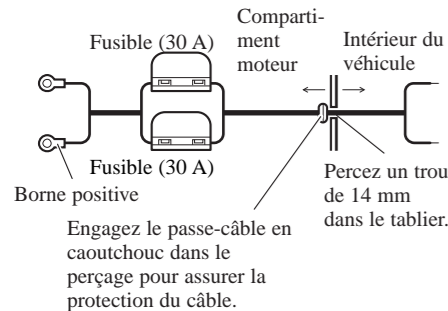 Fusible (30 A)
Comparti-
ment
moteur
Intérieur du
véhicule
Fusible (30 A)
Borne positive
Percez un trou
de 14 mm
dans le tablier.
Engagez le passe-câble en
caoutchouc dans le
perçage pour assurer la
protection du câble.